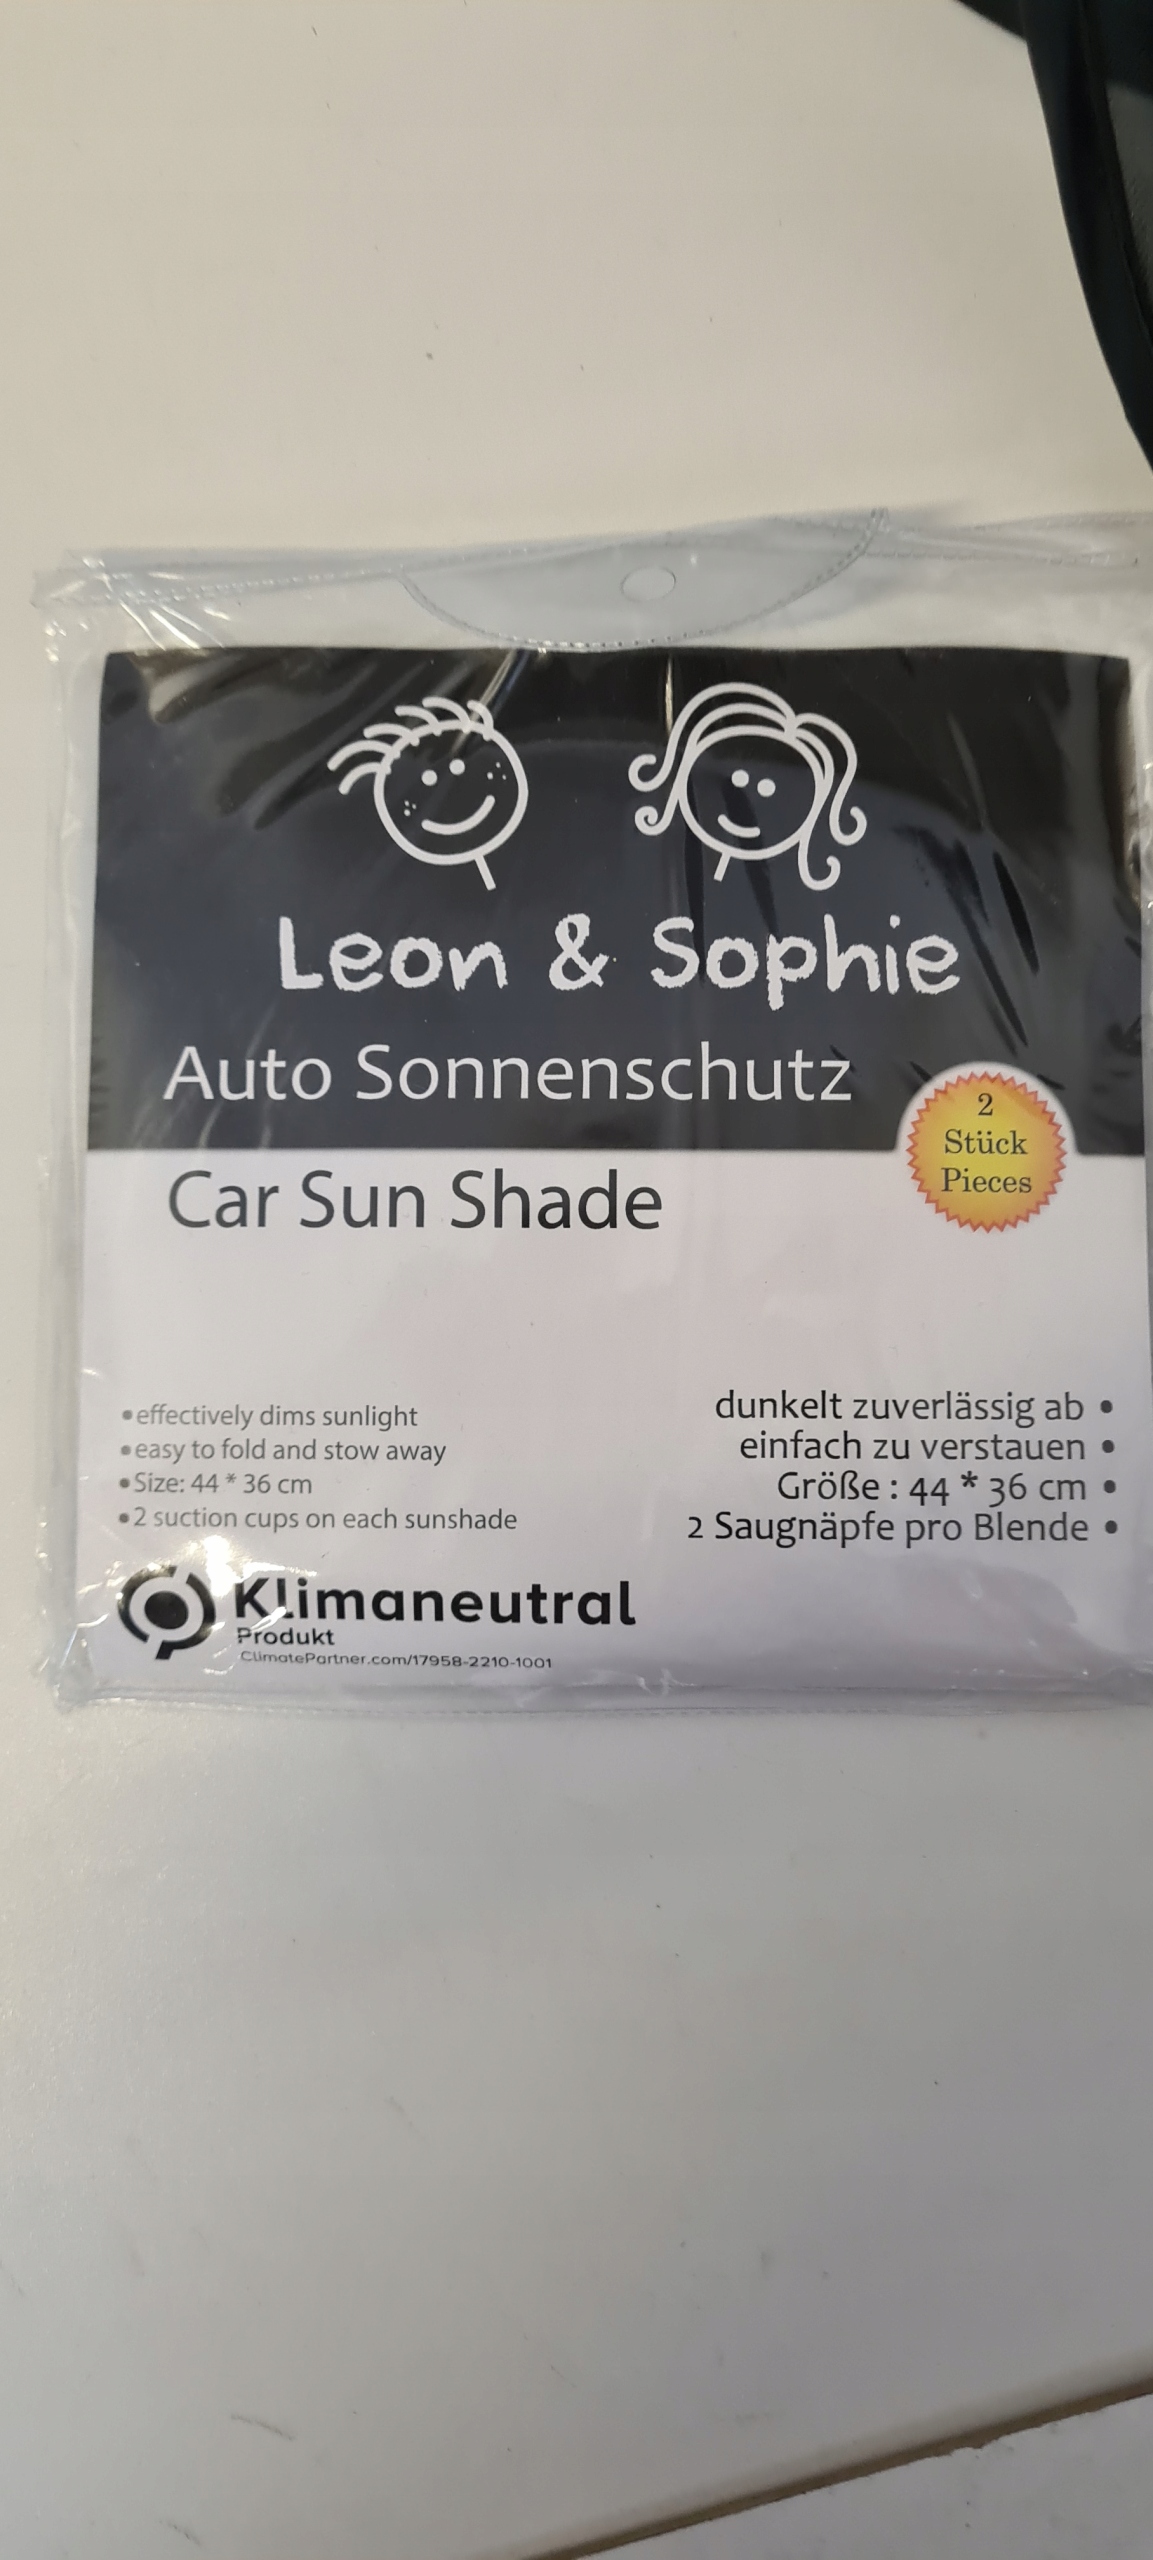 Leon & Sophie
Auto Sonnenschutz
2
Stück
Pieces
Car Sun Shade
•effectively dims sunlight
•easy to fold and stow away
•Size: 44 * 36 cm
•2 suction cups on each sunshade
dunkelt zuverlässig ab •
einfach zu verstauen •
Größe : 44 * 36 cm •
2 Saugnäpfe pro Blende •
Klimaneutral
Produkt
ClimatePartner.com/17958-2210-1001